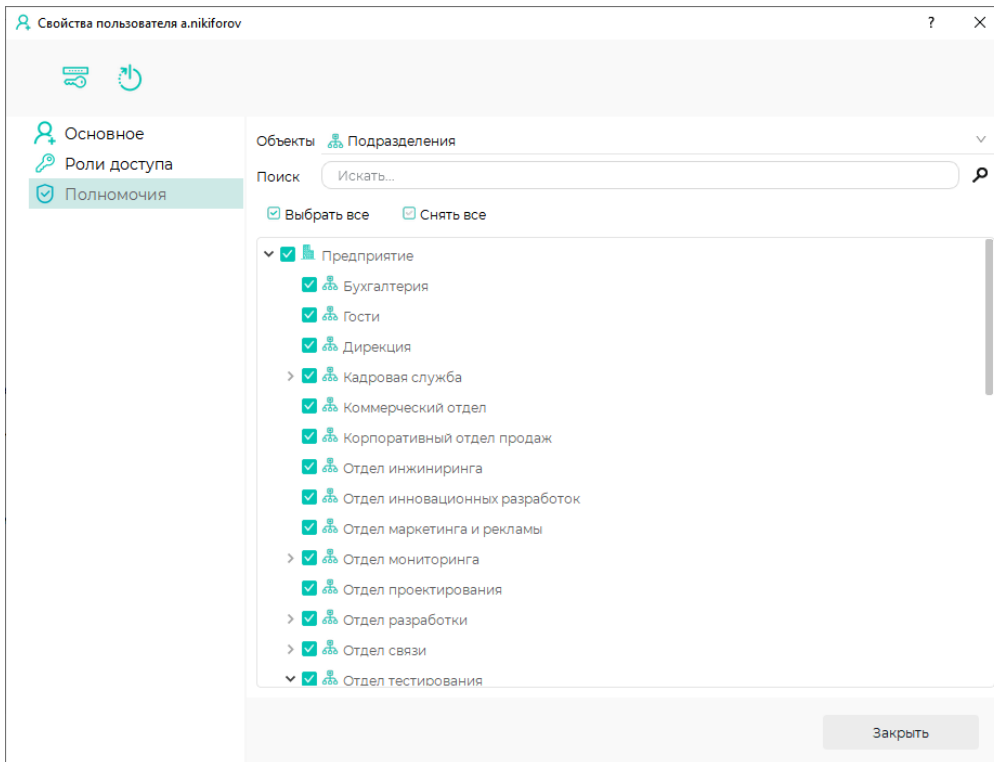 Свойства пользователя a.nikiforov
Основное
Роли доступа
Полномочия
Объекты Подразделения
Поиск Искать...
Выбрать все Снять все
Предприятие
Бухгалтерия
Гости
Дирекция
Кадровая служба
Коммерческий отдел
Корпоративный отдел продаж
Отдел инжиниринга
Отдел инновационных разработок
Отдел маркетинга и рекламы
Отдел мониторинга
Отдел проектирования
Отдел разработки
Отдел связи
Отдел тестирования
Закрыть